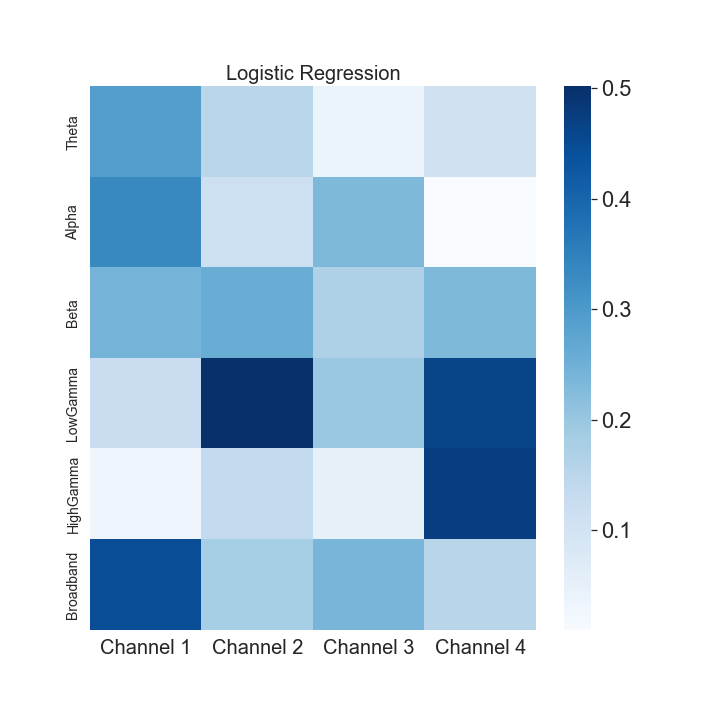 Logistic Regression
Theta
Alpha
Beta
LowGamma
HighGamma
Broadband
Channel 1 Channel 2 Channel 3 Channel 4
0.5
0.4
0.3
0.2
0.1